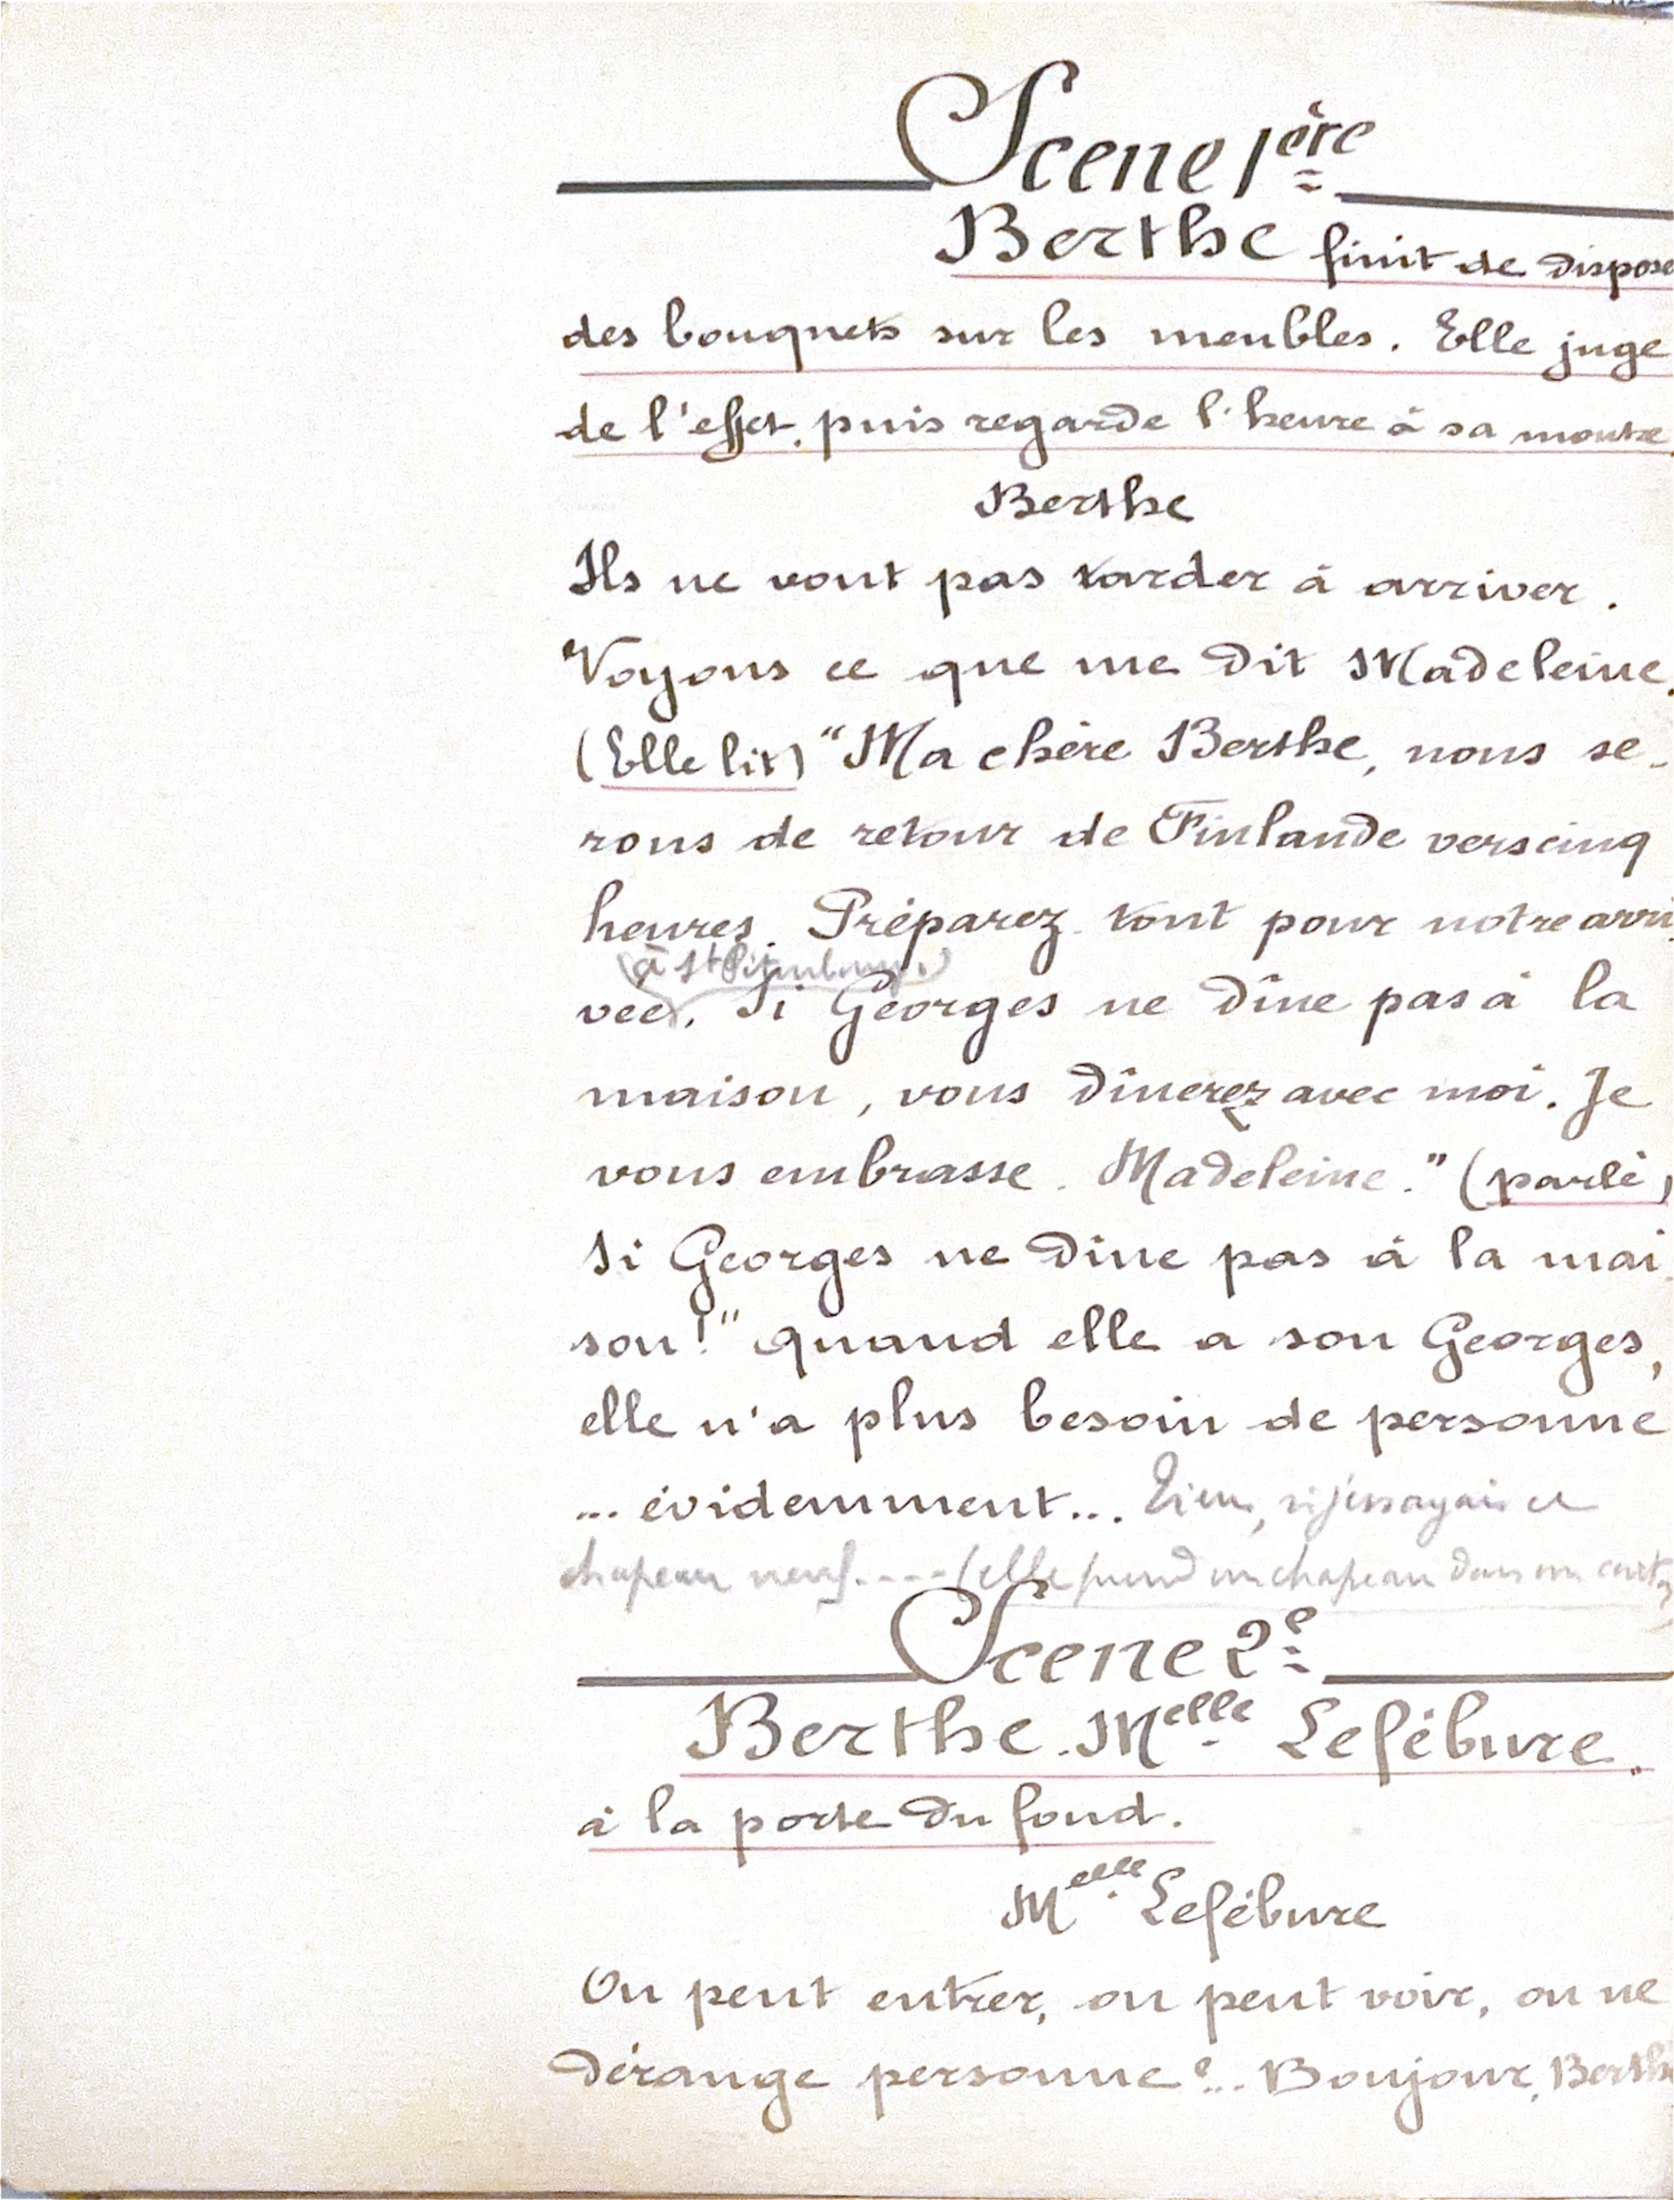 Scene 1ère
Berthe finit de dispose
des bouquets sur les meubles. Elle juge
de l'effet. puis regarde l'heure à sa montre.
Berthe
Ils ne vont pas tarder à arriver.
Voyons ce que me dit Madeleine.
(Elle lit) "Ma chère Berthe, nous se-
rons de retour de Finlande vers cinq
heures. Préparez tout pour notre arri
(à St Pétersbourg.)
vée. Si Georges ne dîne pas à la
maison, vous dînerez avec moi. Je
vous embrasse. Madeleine." (parlé)
Si Georges ne dîne pas à la mai
son!" quand elle a son Georges,
elle n'a plus besoin de personne
... évidemment... Tiens, si j'essayais ce
chapeau neuf.... (elle prend un chapeau dans un carton
Scene 2e
Berthe. Melle Lefébure.
à la porte du fond.
Melle Lefébure
On peut entrer, on peut voir, on ne
dérange personne?... Bonjour, Berthe